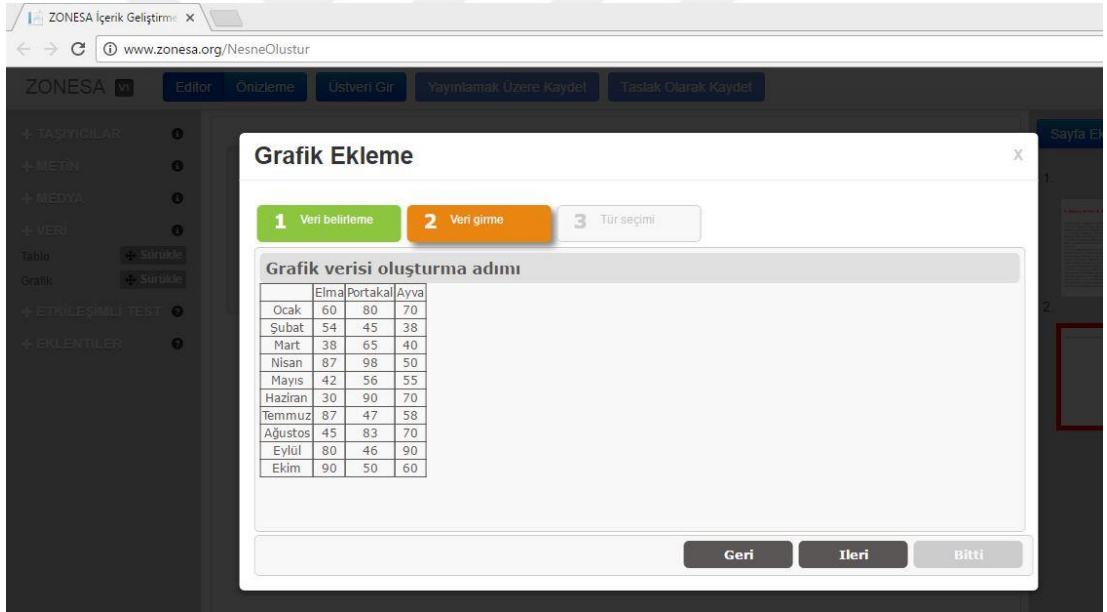 ZONESA İçerik Geliştirme
www.zonesa.org/NesneOlustur
ZONESA V1 Editor Önizleme Üstveri Gir Yayınlamak Üzere Kaydet Taslak Olarak Kaydet
TAŞIYICILAR
METİN
MEDYA
VERİ
Tablo Sürükle
Grafik Sürükle
ETKİLEŞİMLİ TEST
EKLENTİLER
Sayfa Ek
1.
2.
Grafik Ekleme X
1 Veri belirleme 2 Veri girme 3 Tür seçimi
Grafik verisi oluşturma adımı
Elma Portakal Ayva
Ocak 60 80 70
Şubat 54 45 38
Mart 38 65 40
Nisan 87 98 50
Mayıs 42 56 55
Haziran 30 90 70
Temmuz 87 47 58
Ağustos 45 83 70
Eylül 80 46 90
Ekim 90 50 60
Geri Ileri Bitti